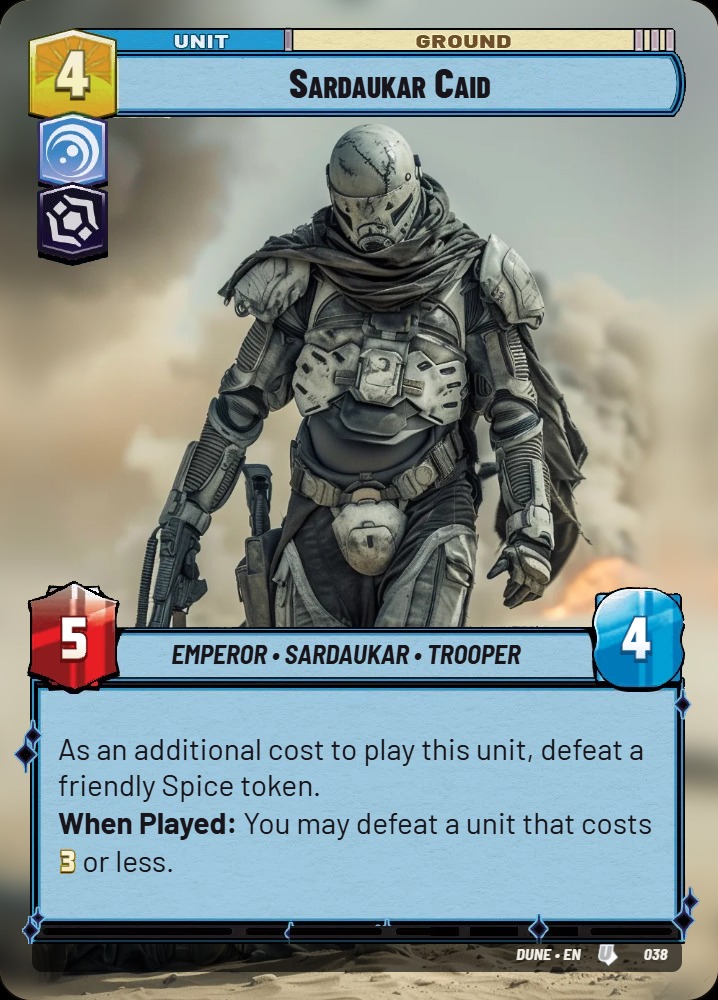 UNIT GROUND
4
SARDAUKAR CAID
5
EMPEROR • SARDAUKAR • TROOPER
4
As an additional cost to play this unit, defeat a
friendly Spice token.
When Played: You may defeat a unit that costs
3 or less.
DUNE • EN U 038